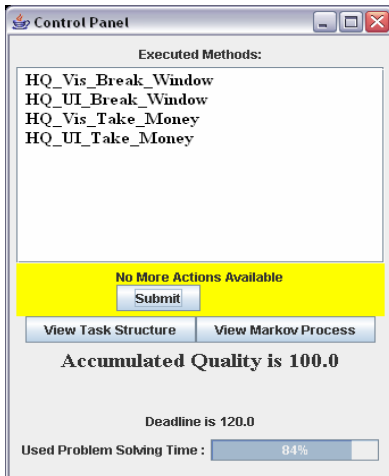 Control Panel
Executed Methods:
HQ_Vis_Break_Window
HQ_UI_Break_Window
HQ_Vis_Take_Money
HQ_UI_Take_Money
No More Actions Available
Submit
View Task Structure View Markov Process
Accumulated Quality is 100.0
Deadline is 120.0
Used Problem Solving Time : 84%